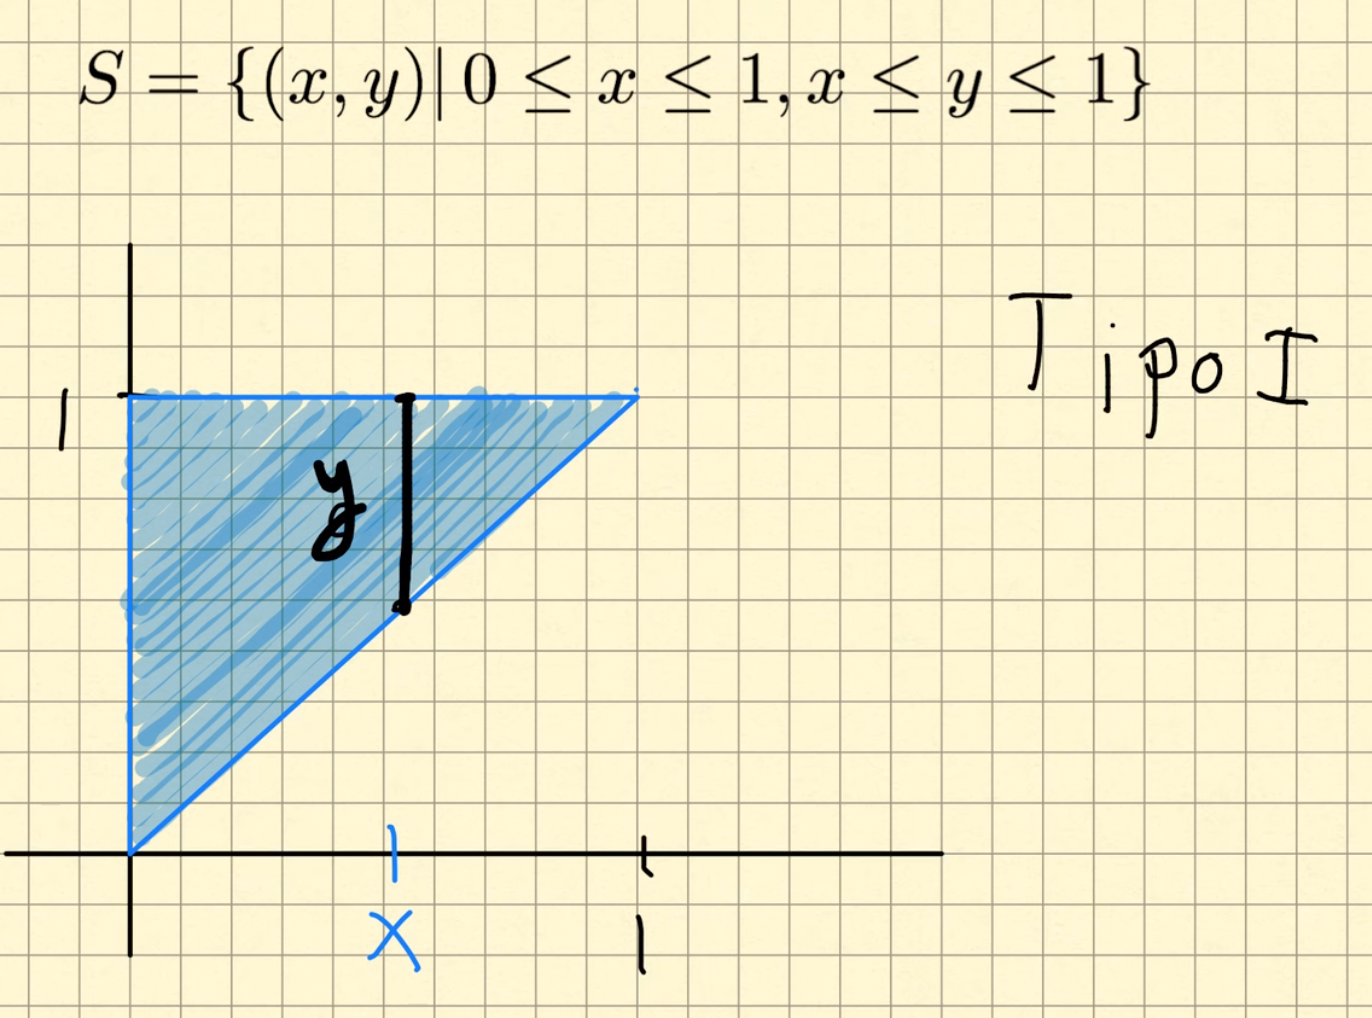 S = {(x, y)| 0 ≤ x ≤ 1, x ≤ y ≤ 1}
Tipo I
1
y
x
1